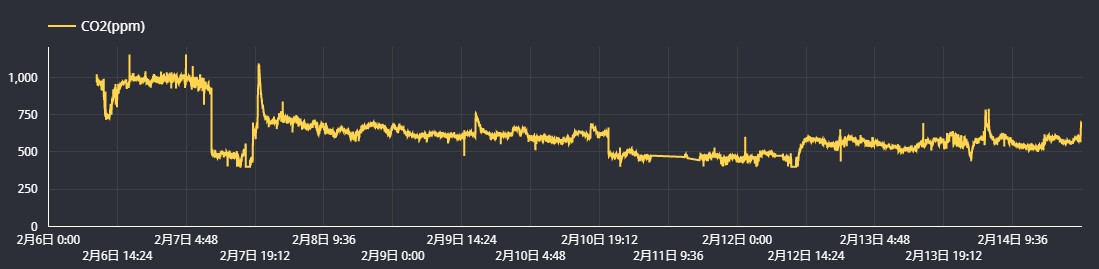 CO2(ppm)
1,000
750
500
250
0
2月6日 0:00
2月6日 14:24
2月7日 4:48
2月7日 19:12
2月8日 9:36
2月9日 0:00
2月9日 14:24
2月10日 4:48
2月10日 19:12
2月11日 9:36
2月12日 0:00
2月12日 14:24
2月13日 4:48
2月13日 19:12
2月14日 9:36